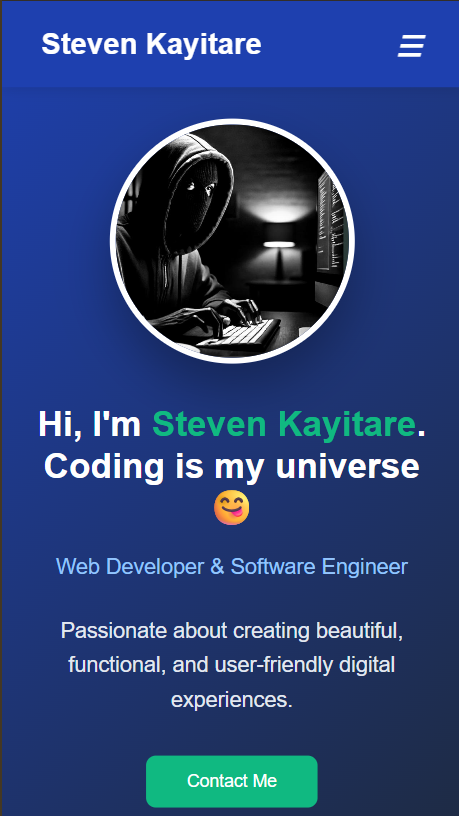 Steven Kayitare
Hi, I'm Steven Kayitare.
Coding is my universe
😋
Web Developer & Software Engineer
Passionate about creating beautiful,
functional, and user-friendly digital
experiences.
Contact Me